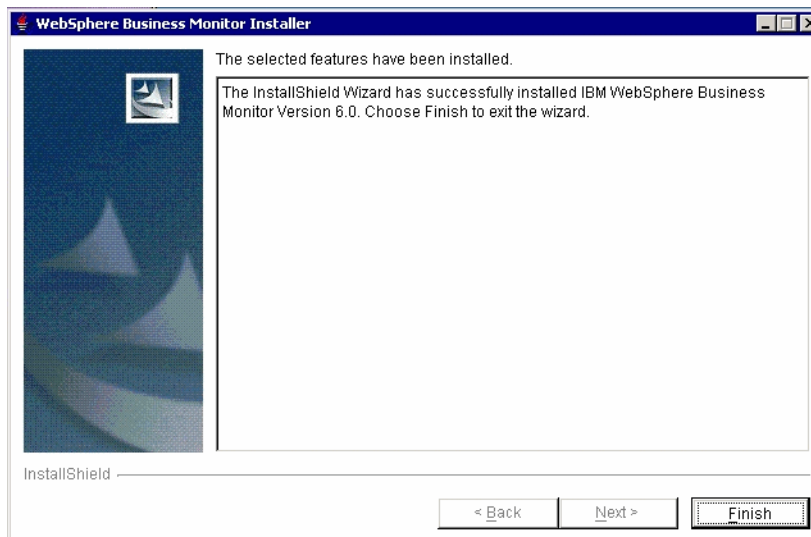 WebSphere Business Monitor Installer
The selected features have been installed.
The InstallShield Wizard has successfully installed IBM WebSphere Business
Monitor Version 6.0. Choose Finish to exit the wizard.
InstallShield
< Back
Next >
Finish